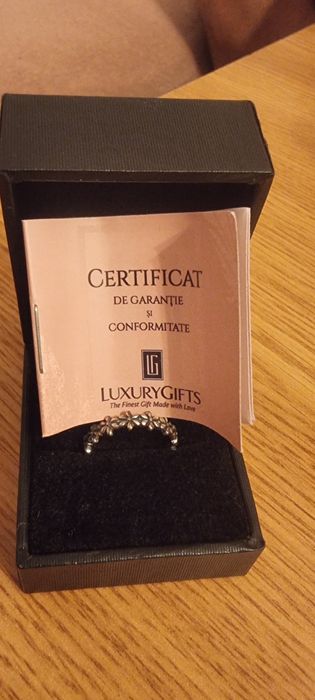 CERTIFICAT
DE GARANȚIE
ȘI
CONFORMITATE
LG
LUXURYGIFTS
The Finest Gift Made with Love